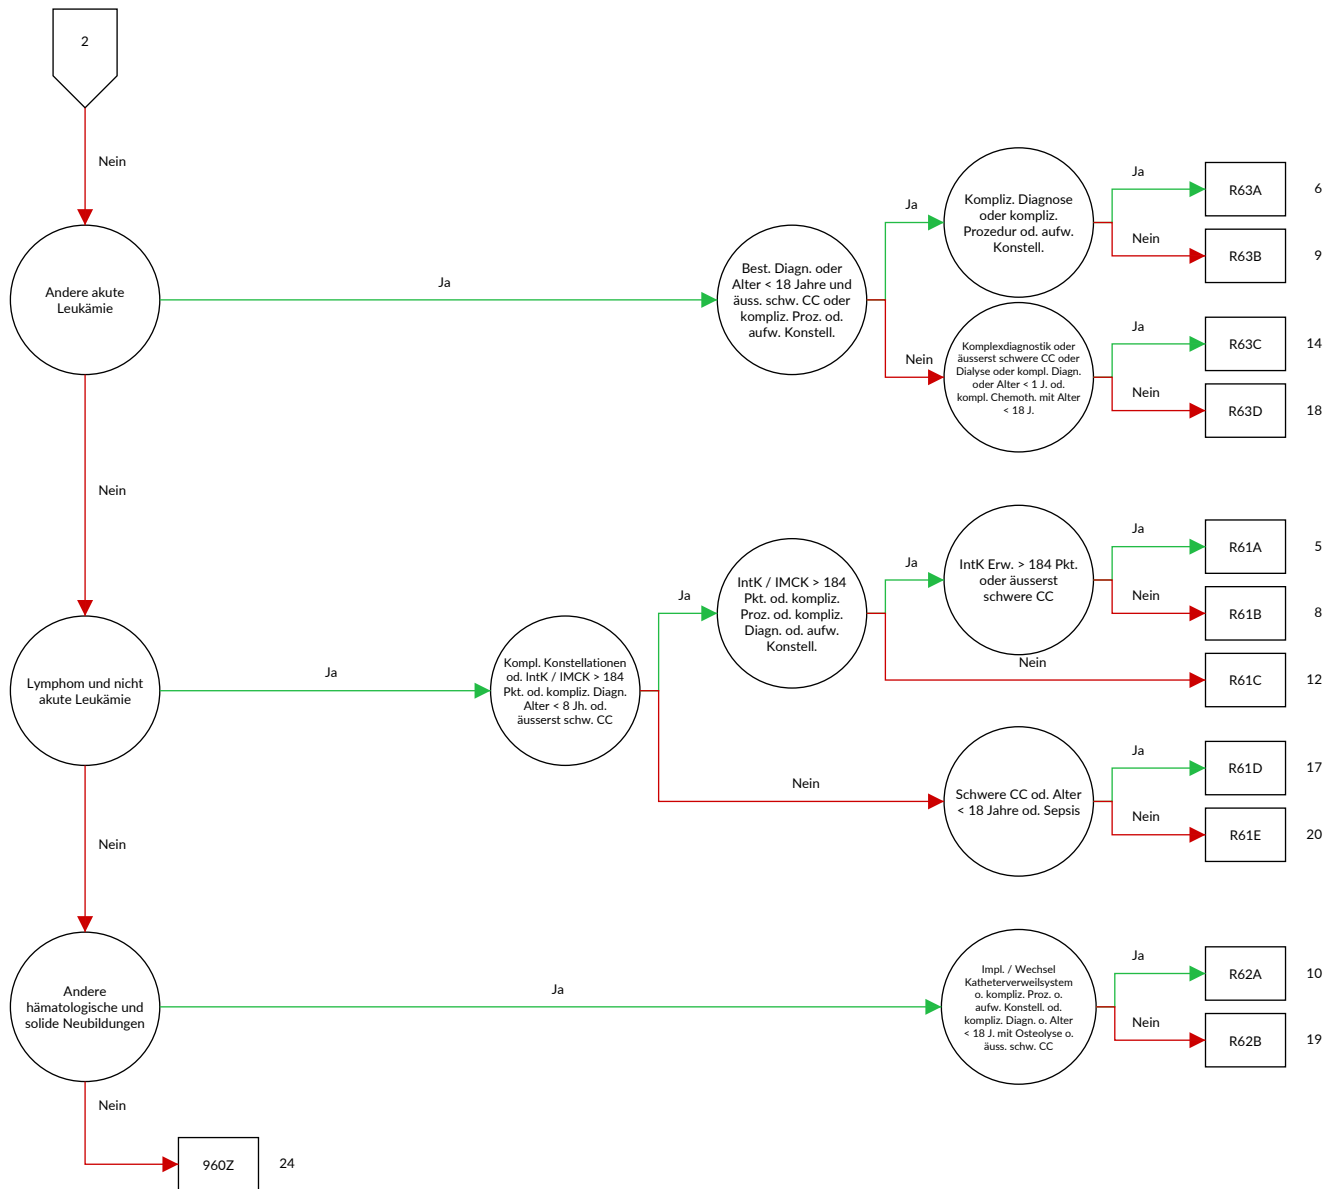 2
Nein
Andere akute
Leukämie
Ja
Best. Diagn. oder
Alter < 18 Jahre und
äuss. schw. CC oder
kompliz. Proz. od.
aufw. Konstell.
Ja
Kompliz. Diagnose
oder kompliz.
Prozedur od. aufw.
Konstell.
Ja
R63A
6
Nein
R63B
9
Nein
Komplexdiagnostik oder
äusserst schwere CC oder
Dialyse oder kompl. Diagn.
oder Alter < 1 J. od.
kompl. Chemoth. mit Alter
< 18 J.
Ja
R63C
14
Nein
R63D
18
Nein
Lymphom und nicht
akute Leukämie
Ja
Kompl. Konstellationen
od. IntK / IMCK > 184
Pkt. od. kompliz. Diagn.
Alter < 8 Jh. od.
äusserst schw. CC
Ja
IntK / IMCK > 184
Pkt. od. kompliz.
Proz. od. kompliz.
Diagn. od. aufw.
Konstell.
Ja
IntK Erw. > 184 Pkt.
oder äusserst
schwere CC
Ja
R61A
5
Nein
R61B
8
Nein
R61C
12
Nein
Schwere CC od. Alter
< 18 Jahre od. Sepsis
Ja
R61D
17
Nein
R61E
20
Nein
Andere
hämatologische und
solide Neubildungen
Ja
Impl. / Wechsel
Katheterverweilsystem
o. kompliz. Proz. o.
aufw. Konstell. od.
kompliz. Diagn. o. Alter
< 18 J. mit Osteolyse o.
äuss. schw. CC
Ja
R62A
10
Nein
R62B
19
Nein
960Z
24